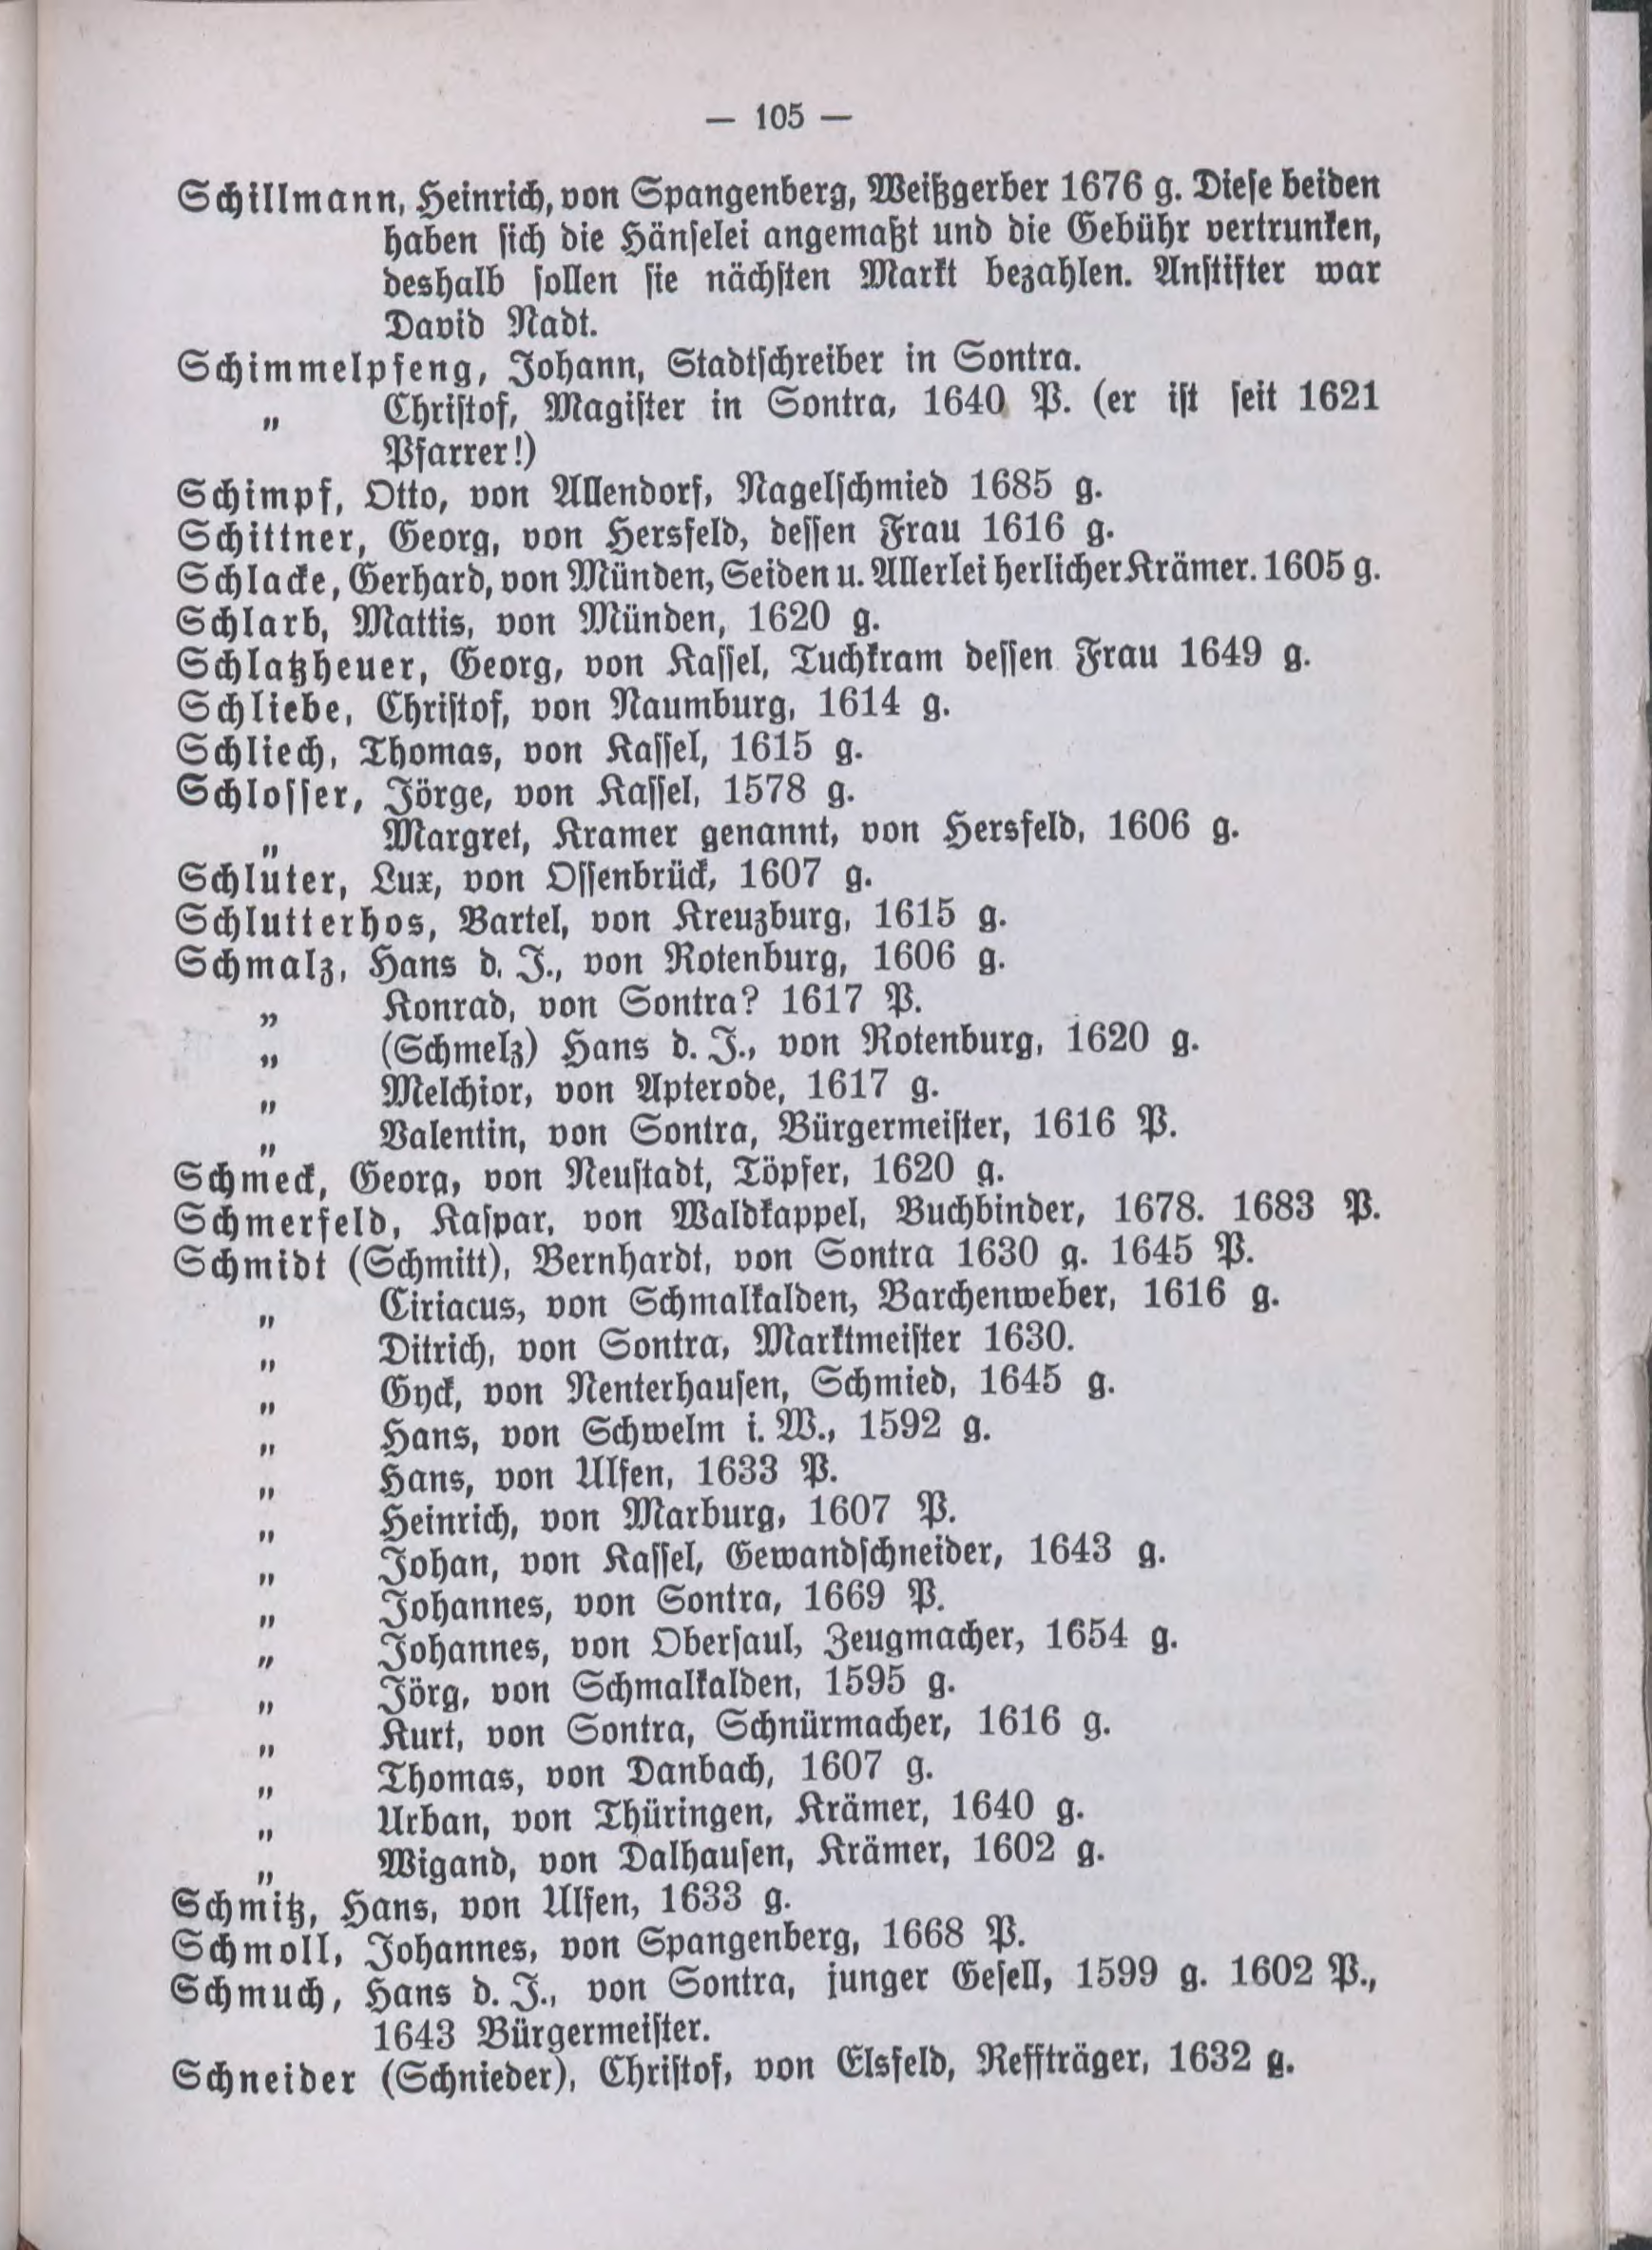 — 105 —
Schillmann, Heinrich, von Spangenberg, Weißgerber 1676 g. Diese beiden
haben sich die Hänselei angemaßt und die Gebühr vertrunken,
deshalb sollen sie nächsten Markt bezahlen. Anstifter war
David Nadt.
Schimmelpfeng, Johann, Stadtschreiber in Sontra.
„ Christof, Magister in Sontra, 1640 P. (er ist seit 1621
Pfarrer!)
Schimpf, Otto, von Allendorf, Nagelschmied 1685 g.
Schittner, Georg, von Hersfeld, dessen Frau 1616 g.
Schlacke, Gerhard, von Münden, Seiden u. Allerlei herlicher Krämer. 1605 g.
Schlarb, Mattis, von Münden, 1620 g.
Schlatzheuer, Georg, von Kassel, Tuchkram dessen Frau 1649 g.
Schliebe, Christof, von Naumburg, 1614 g.
Schliech, Thomas, von Kassel, 1615 g.
Schlosser, Jörge, von Kassel, 1578 g.
„ Margret, Kramer genannt, von Hersfeld, 1606 g.
Schlüter, Lux, von Ossenbrück, 1607 g.
Schlutterhos, Bartel, von Kreuzburg, 1615 g.
Schmalz, Hans d. J., von Rotenburg, 1606 g.
„ Konrad, von Sontra? 1617 P.
„ (Schmelz) Hans d. J., von Rotenburg, 1620 g.
„ Melchior, von Apterode, 1617 g.
„ Valentin, von Sontra, Bürgermeister, 1616 P.
Schmeck, Georg, von Neustadt, Töpfer, 1620 g.
Schmerfeld, Kaspar, von Waldkappel, Buchbinder, 1678. 1683 P.
Schmidt (Schmitt), Bernhardt, von Sontra 1630 g. 1645 P.
„ Ciriacus, von Schmalkalden, Barchenweber, 1616 g.
„ Ditrich, von Sontra, Marktmeister 1630.
„ Gyck, von Nenterhausen, Schmied, 1645 g.
„ Hans, von Schwelm i. W., 1592 g.
„ Hans, von Ulfen, 1633 P.
„ Heinrich, von Marburg, 1607 P.
„ Johan, von Kassel, Gewandschneider, 1643 g.
„ Johannes, von Sontra, 1669 P.
„ Johannes, von Obersaul, Zeugmacher, 1654 g.
„ Jörg, von Schmalkalden, 1595 g.
„ Kurt, von Sontra, Schnürmacher, 1616 g.
„ Thomas, von Danbach, 1607 g.
„ Urban, von Thüringen, Krämer, 1640 g.
„ Wigand, von Dalhausen, Krämer, 1602 g.
Schmitz, Hans, von Ulfen, 1633 g.
Schmoll, Johannes, von Spangenberg, 1668 P.
Schmuch, Hans d. J., von Sontra, junger Gesell, 1599 g. 1602 P.,
1643 Bürgermeister.
Schneider (Schnieder), Christof, von Elsfeld, Reffträger, 1632 g.